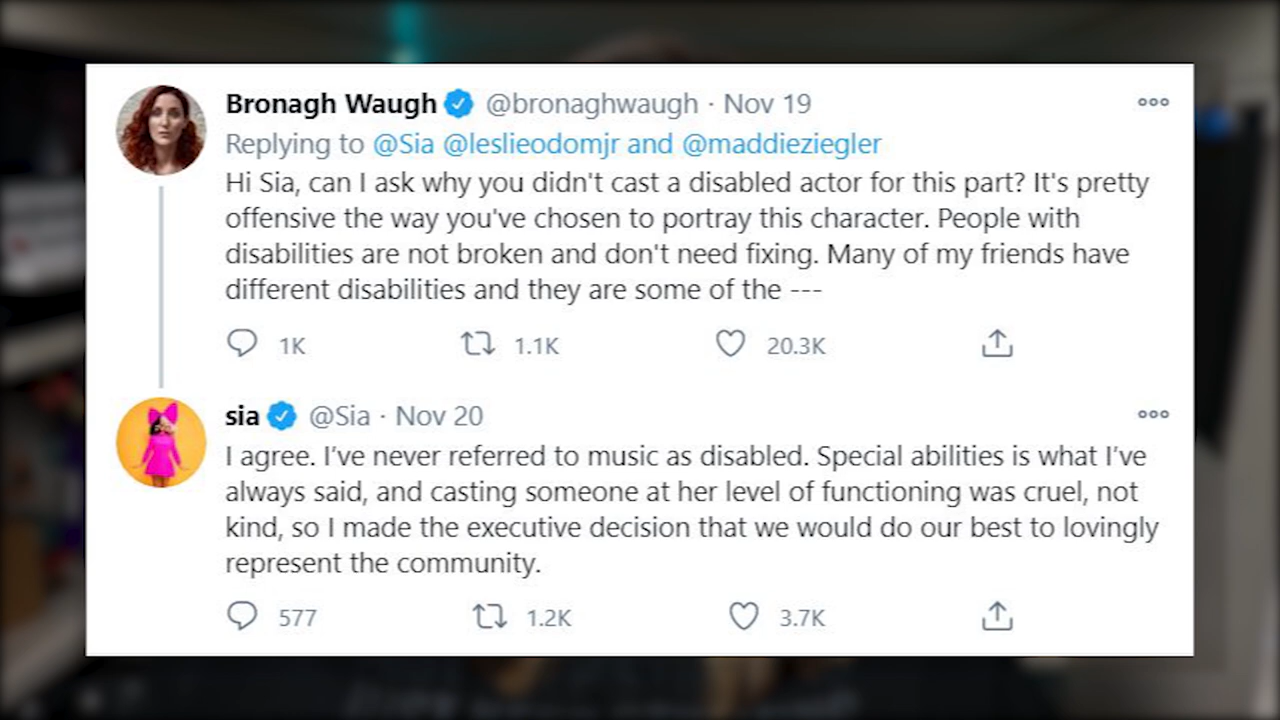 Bronagh Waugh @bronaghwaugh · Nov 19
Replying to @Sia @leslieodomjr and @maddieziegler
Hi Sia, can I ask why you didn't cast a disabled actor for this part? It's pretty
offensive the way you've chosen to portray this character. People with
disabilities are not broken and don't need fixing. Many of my friends have
different disabilities and they are some of the ---
1K 1.1K 20.3K
sia @Sia · Nov 20
I agree. I've never referred to music as disabled. Special abilities is what I've
always said, and casting someone at her level of functioning was cruel, not
kind, so I made the executive decision that we would do our best to lovingly
represent the community.
577 1.2K 3.7K